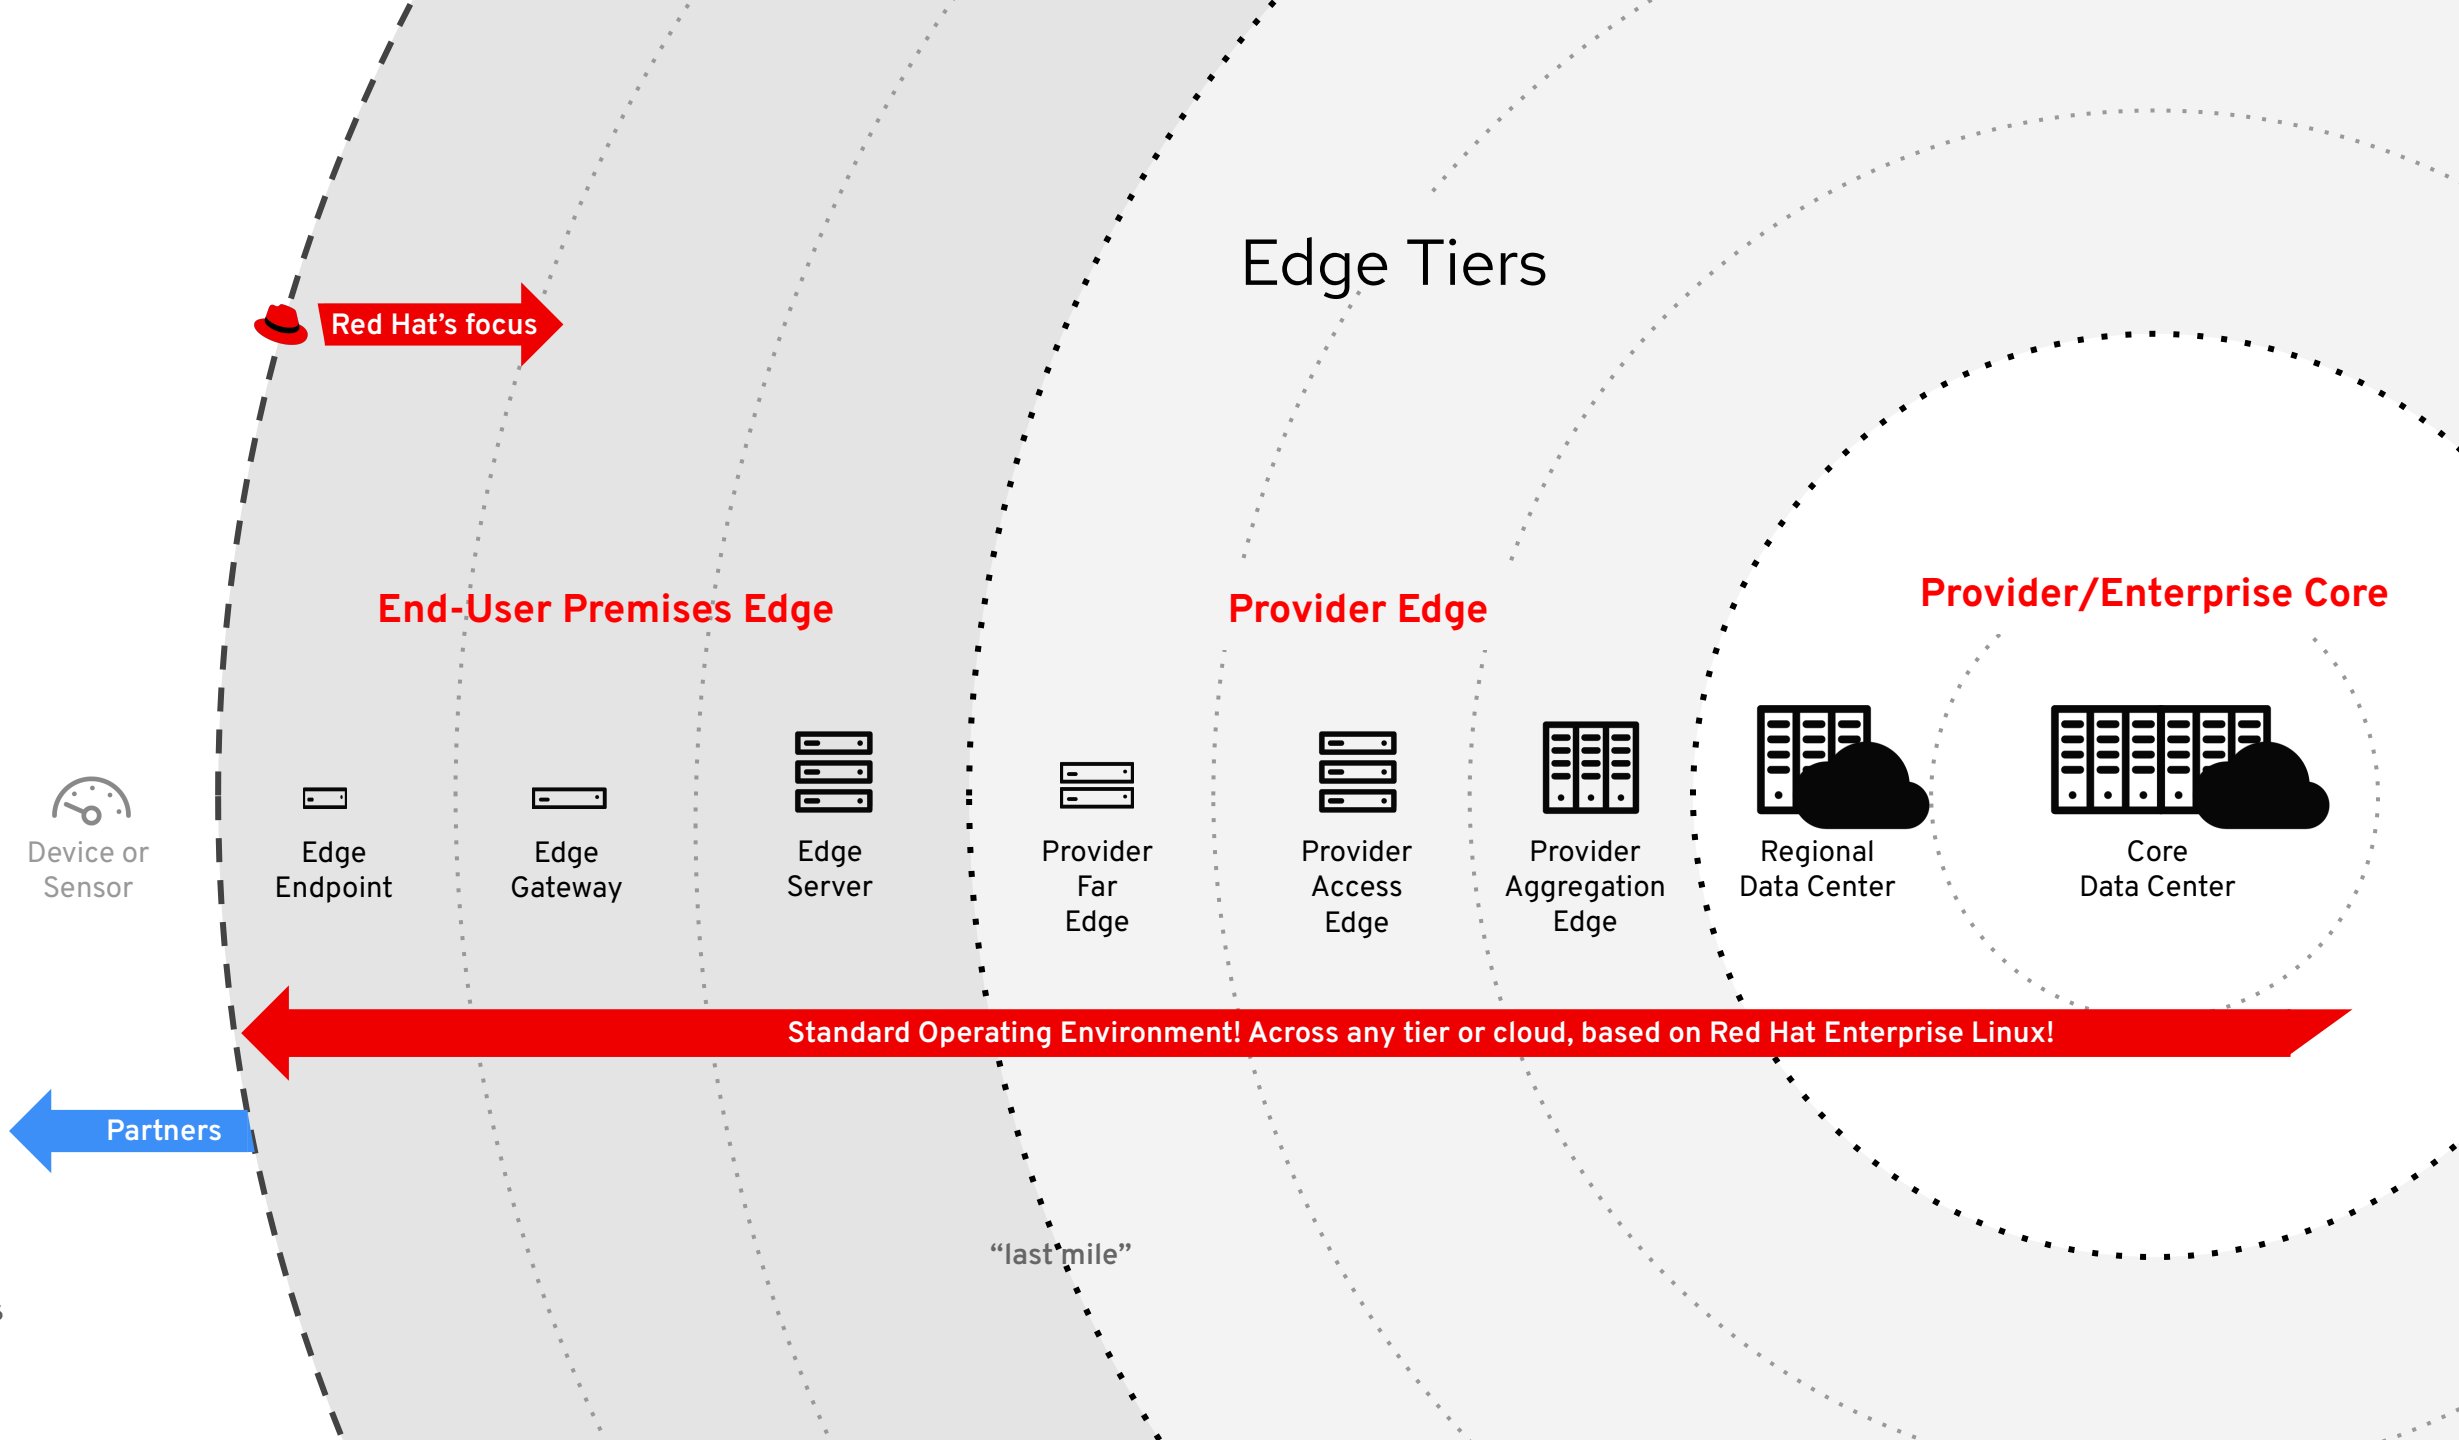 Edge Tiers
Red Hat’s focus
End-User Premises Edge
Provider Edge
Provider/Enterprise Core
Device or
Sensor
Edge
Endpoint
Edge
Gateway
Edge
Server
Provider
Far
Edge
Provider
Access
Edge
Provider
Aggregation
Edge
Regional
Data Center
Core
Data Center
Standard Operating Environment! Across any tier or cloud, based on Red Hat Enterprise Linux!
Partners
“last mile”